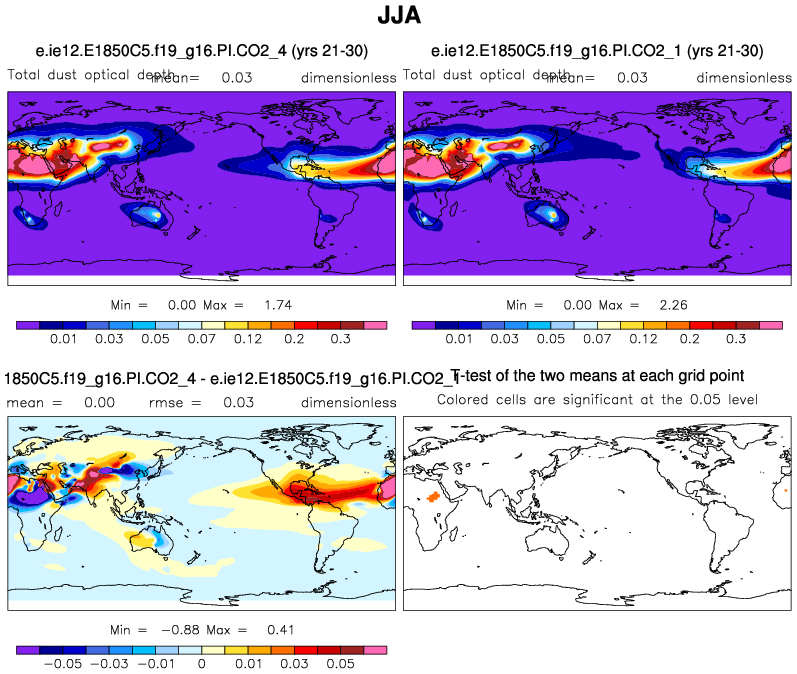 JJA
e.ie12.E1850C5.f19_g16.PI.CO2_4 (yrs 21-30)
e.ie12.E1850C5.f19_g16.PI.CO2_1 (yrs 21-30)
Total dust optical depth mean= 0.03 dimensionless
Total dust optical depth mean= 0.03 dimensionless
Min = 0.00 Max = 1.74
Min = 0.00 Max = 2.26
0.01 0.03 0.05 0.07 0.12 0.2 0.3
0.01 0.03 0.05 0.07 0.12 0.2 0.3
1850C5.f19_g16.PI.CO2_4 - e.ie12.E1850C5.f19_g16.PI.CO2_1
T-test of the two means at each grid point
mean = 0.00 rmse = 0.03 dimensionless
Colored cells are significant at the 0.05 level
Min = -0.88 Max = 0.41
-0.05 -0.03 -0.01 0 0.01 0.03 0.05